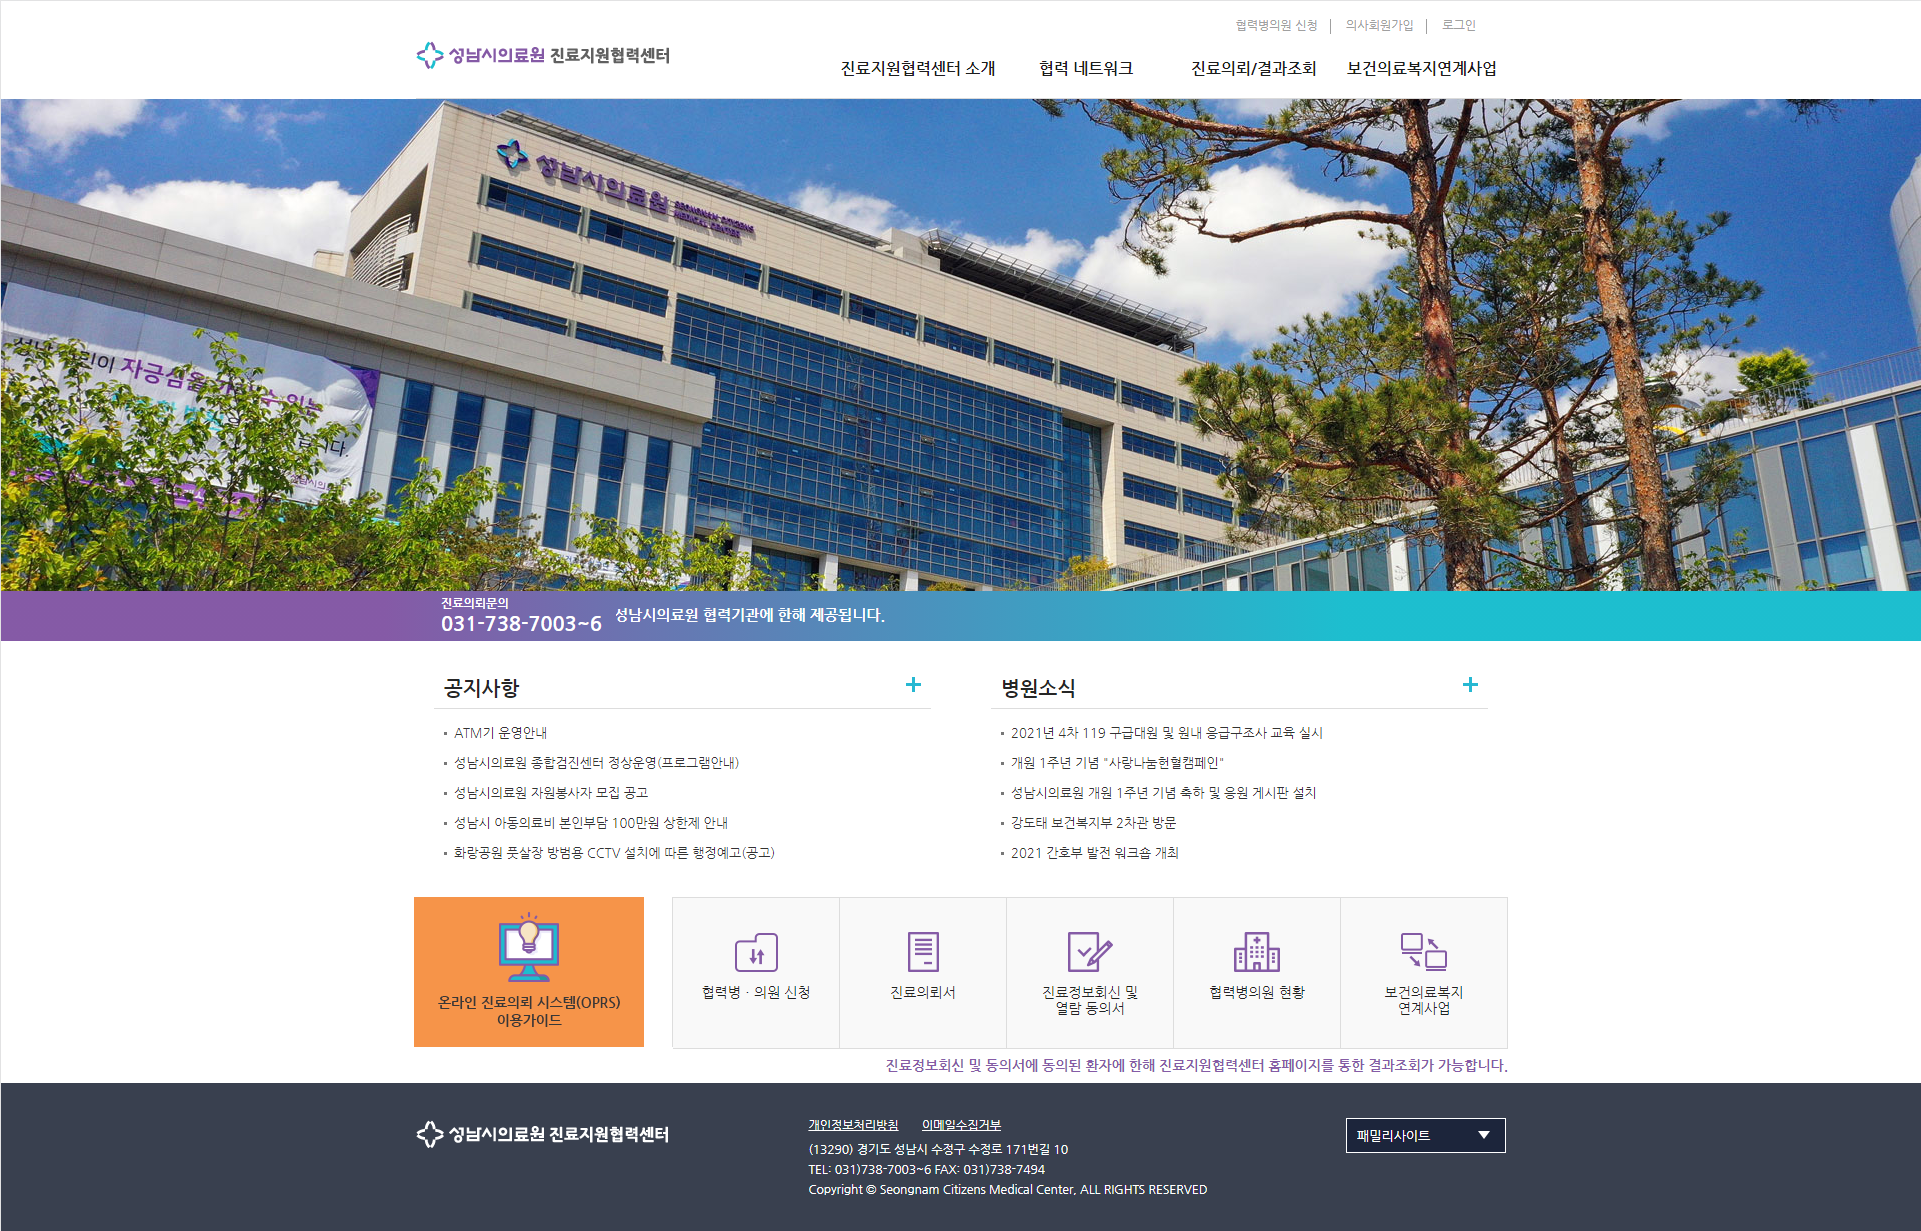 협력병의원 신청
의사회원가입
로그인
성남시의료원 진료지원협력센터
진료지원협력센터 소개
협력 네트워크
진료의뢰/결과조회
보건의료복지연계사업
성남시의료원
SEONGNAM CITIZENS
MEDICAL CENTER
자긍심을
진료의뢰문의
031-738-7003~6
성남시의료원 협력기관에 한해 제공됩니다.
공지사항
ATM기 운영안내
성남시의료원 종합검진센터 정상운영(프로그램안내)
성남시의료원 자원봉사자 모집 공고
성남시 아동의료비 본인부담 100만원 상한제 안내
화랑공원 풋살장 방범용 CCTV 설치에 따른 행정예고(공고)
병원소식
2021년 4차 119 구급대원 및 원내 응급구조사 교육 실시
개원 1주년 기념 "사랑나눔헌혈캠페인"
성남시의료원 개원 1주년 기념 축하 및 응원 게시판 설치
강도태 보건복지부 2차관 방문
2021 간호부 발전 워크숍 개최
온라인 진료의뢰 시스템(OPRS)
이용가이드
협력병 · 의원 신청
진료의뢰서
진료정보회신 및
열람 동의서
협력병의원 현황
보건의료복지
연계사업
진료정보회신 및 동의서에 동의된 환자에 한해 진료지원협력센터 홈페이지를 통한 결과조회가 가능합니다.
성남시의료원 진료지원협력센터
개인정보처리방침
이메일수집거부
(13290) 경기도 성남시 수정구 수정로 171번길 10
TEL: 031)738-7003~6 FAX: 031)738-7494
Copyright © Seongnam Citizens Medical Center, ALL RIGHTS RESERVED
패밀리사이트